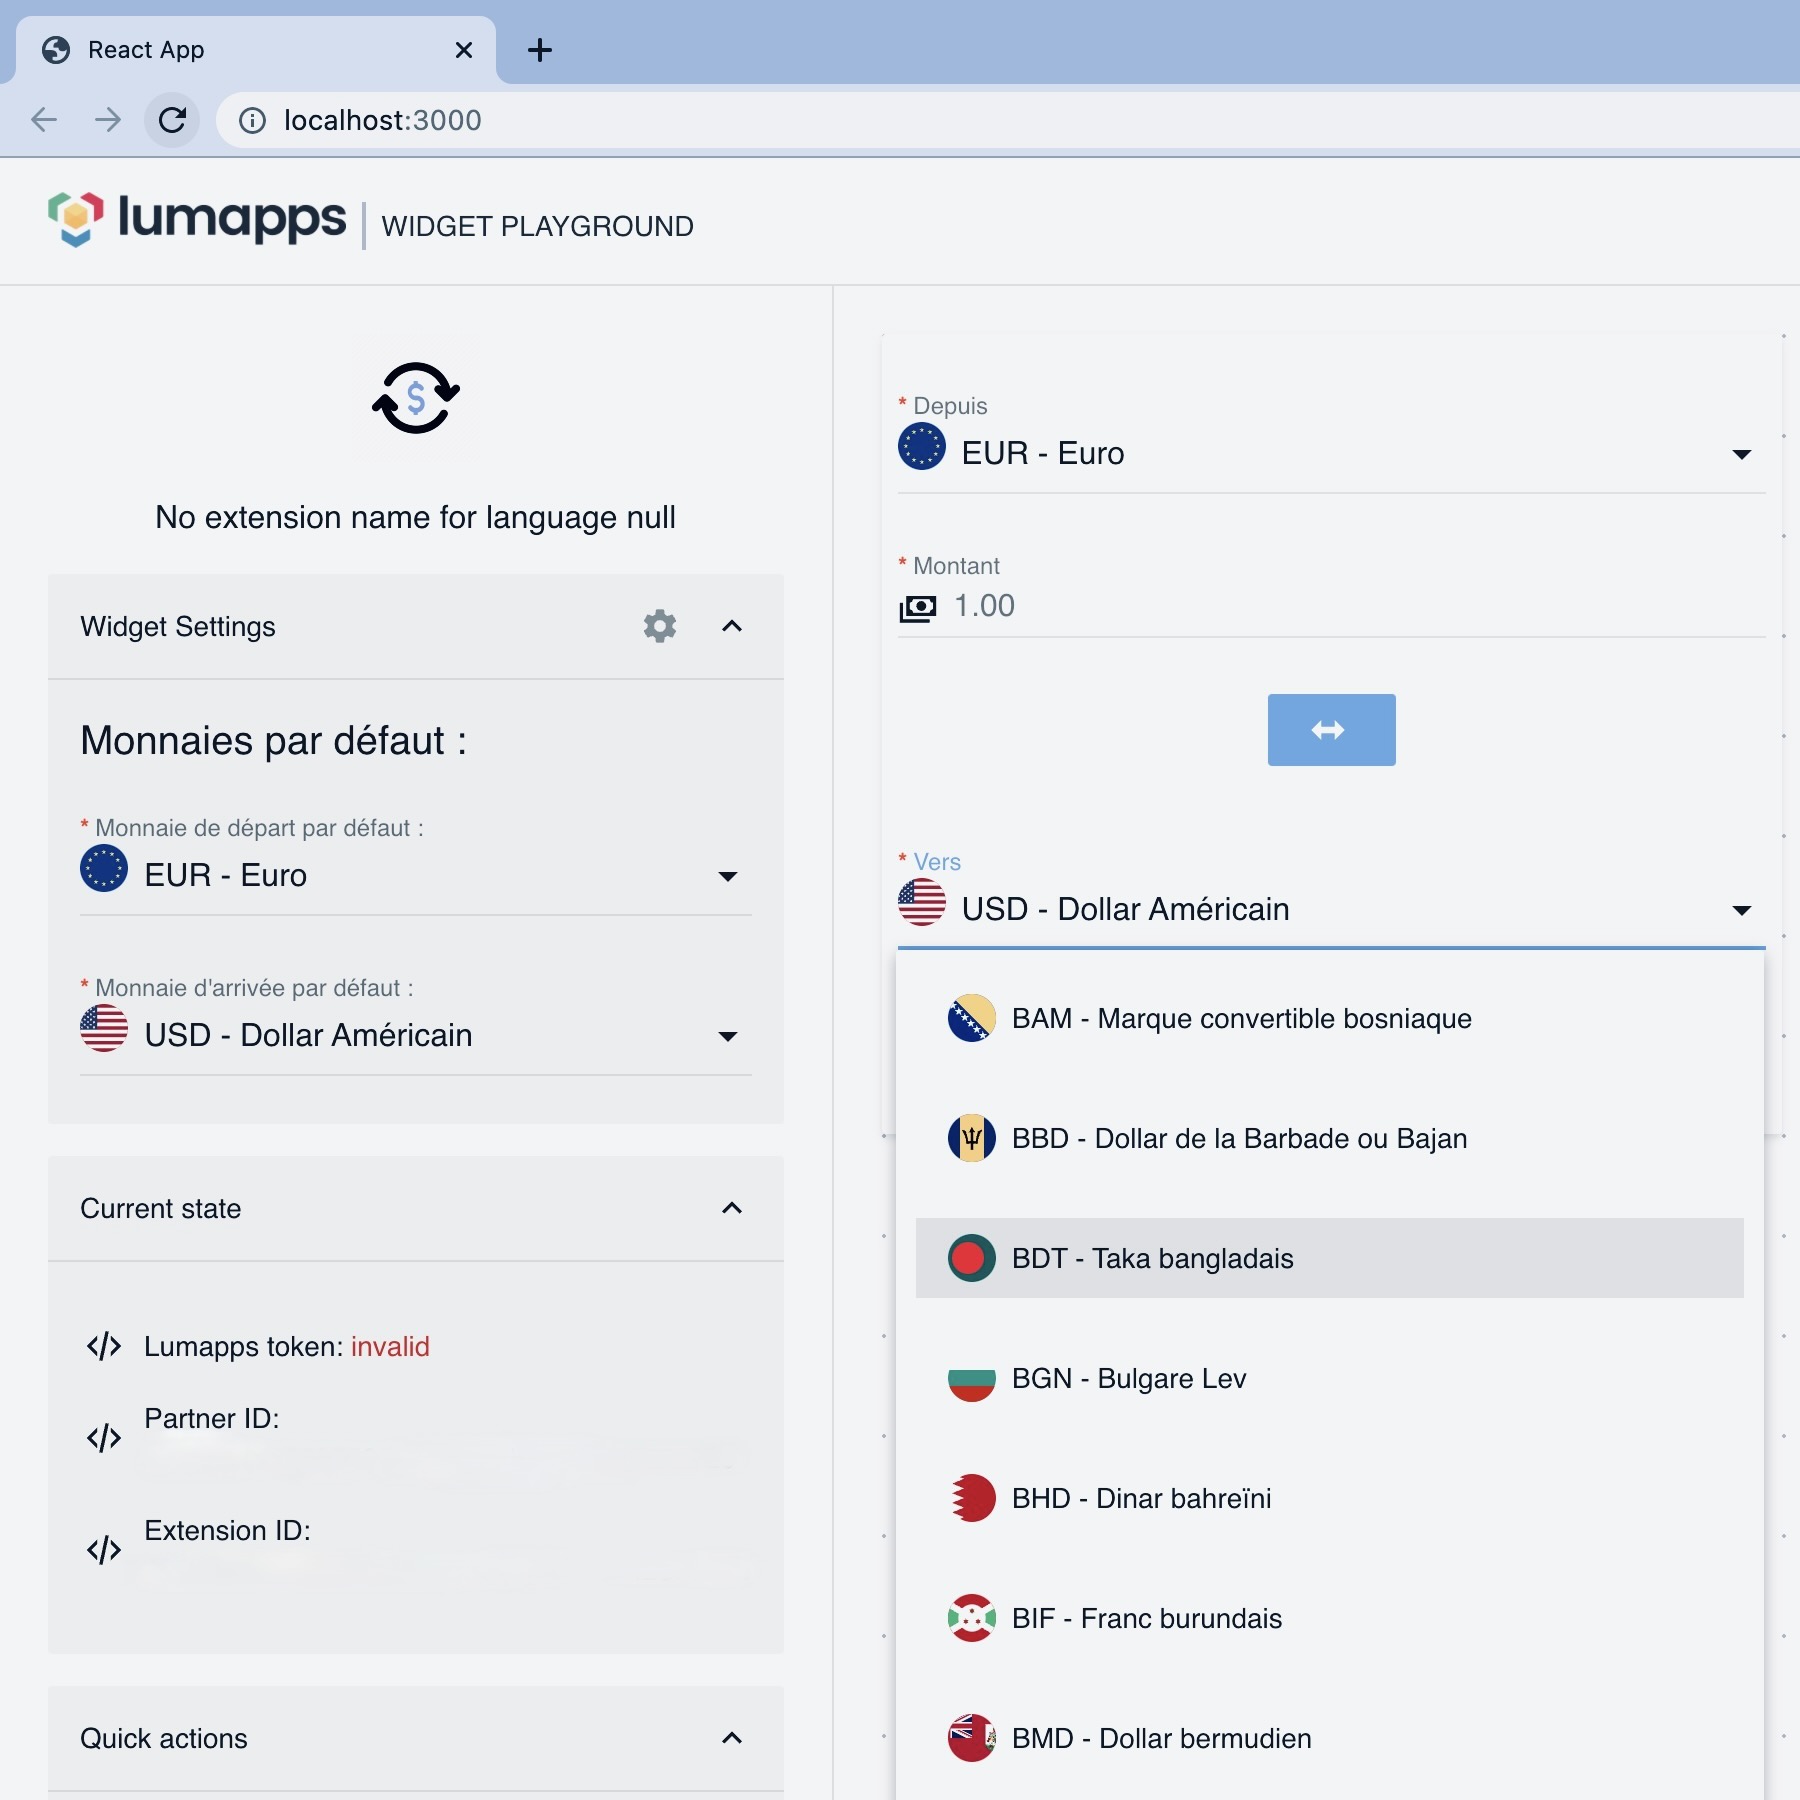 React App
localhost:3000
lumapps
WIDGET PLAYGROUND
No extension name for language null
Widget Settings
Monnaies par défaut :
* Monnaie de départ par défaut :
EUR - Euro
* Monnaie d'arrivée par défaut :
USD - Dollar Américain
Current state
Lumapps token: invalid
Partner ID:
Extension ID:
Quick actions
* Depuis
EUR - Euro
* Montant
1.00
* Vers
USD - Dollar Américain
BAM - Marque convertible bosniaque
BBD - Dollar de la Barbade ou Bajan
BDT - Taka bangladais
BGN - Bulgare Lev
BHD - Dinar bahreïni
BIF - Franc burundais
BMD - Dollar bermudien